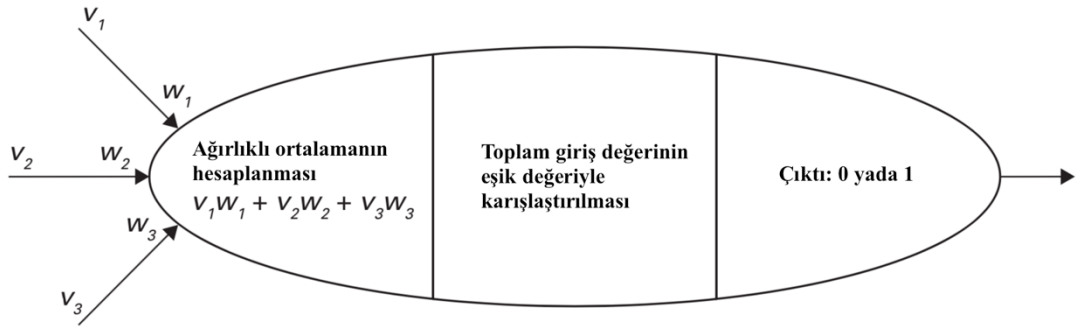 v1
w1
v2
w2
w3
v3
Ağırlıklı ortalamanın
hesaplanması
v1w1 + v2w2 + v3w3
Toplam giriş değerinin
eşik değeriyle
karışlaştırılması
Çıktı: 0 yada 1